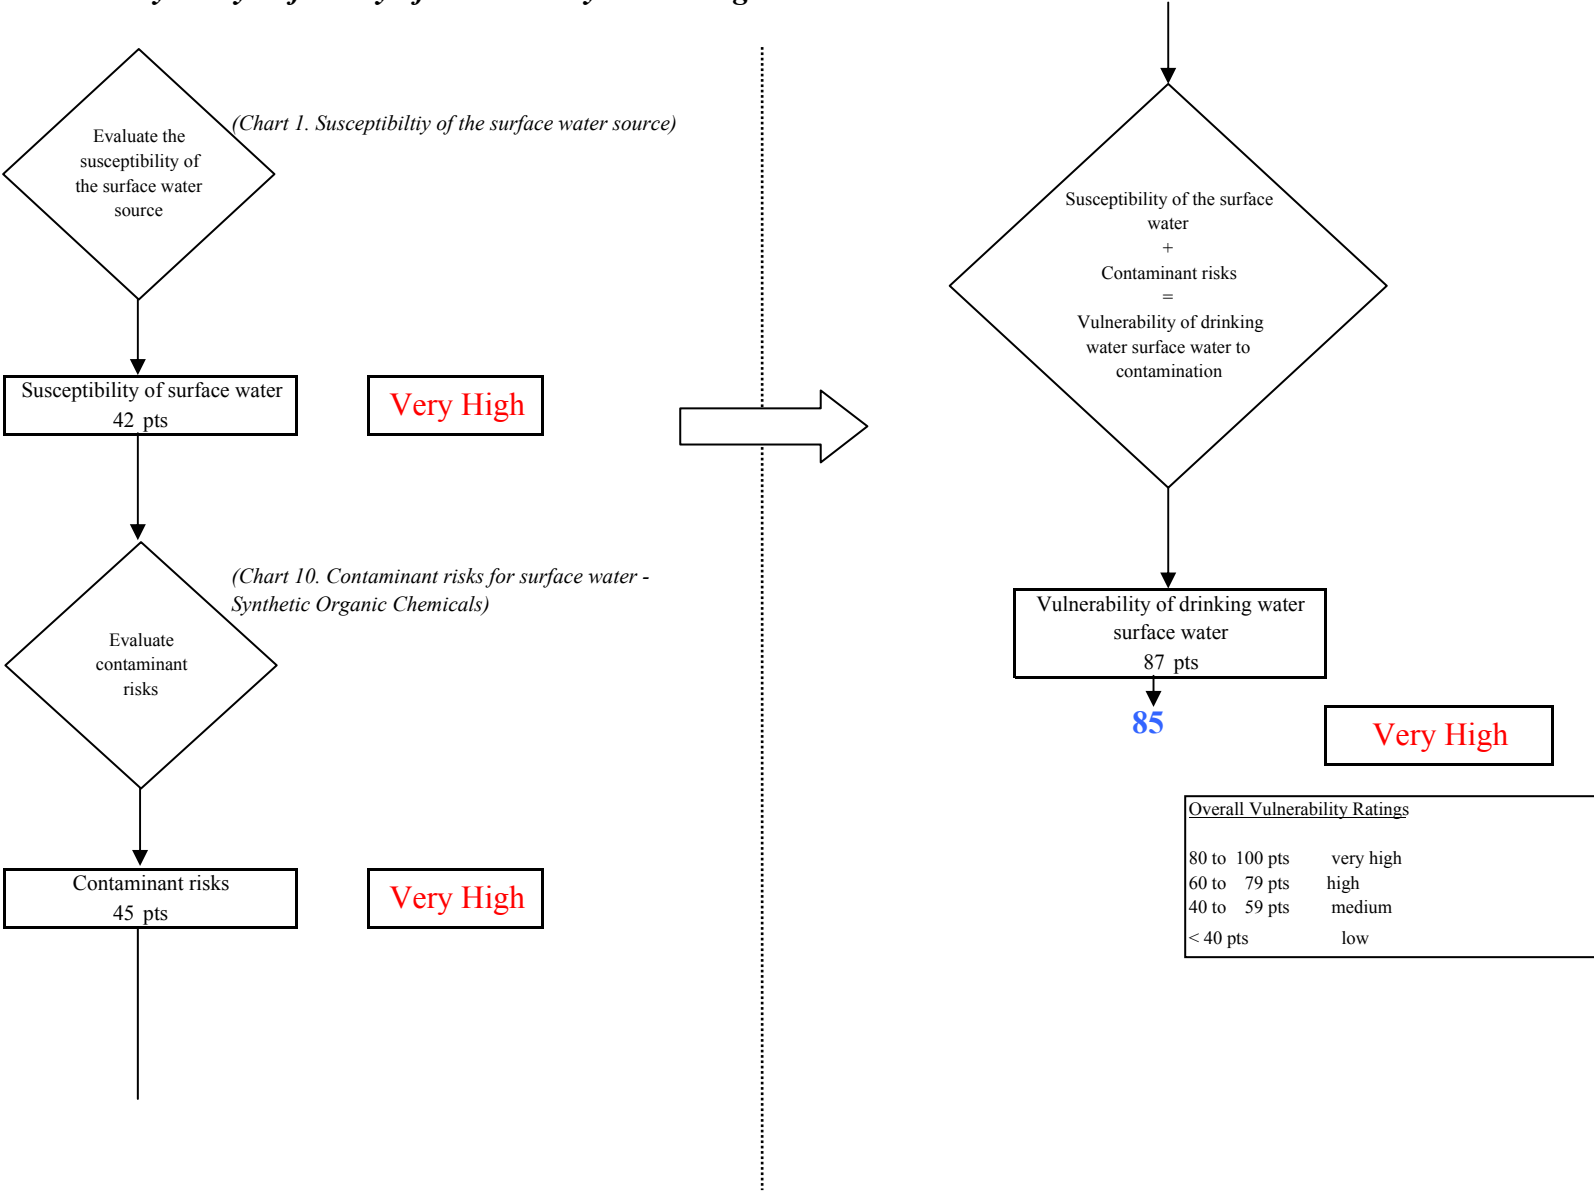 Evaluate the
susceptibility of
the surface water
source
(Chart 1. Susceptibiltiy of the surface water source)
Susceptibility of surface water
42 pts
Very High
Evaluate
contaminant
risks
(Chart 10. Contaminant risks for surface water -
Synthetic Organic Chemicals)
Contaminant risks
45 pts
Very High
Susceptibility of the surface
water
+
Contaminant risks
=
Vulnerability of drinking
water surface water to
contamination
Vulnerability of drinking water
surface water
87 pts
85
Very High
Overall Vulnerability Ratings
80 to 100 pts very high
60 to 79 pts high
40 to 59 pts medium
< 40 pts low